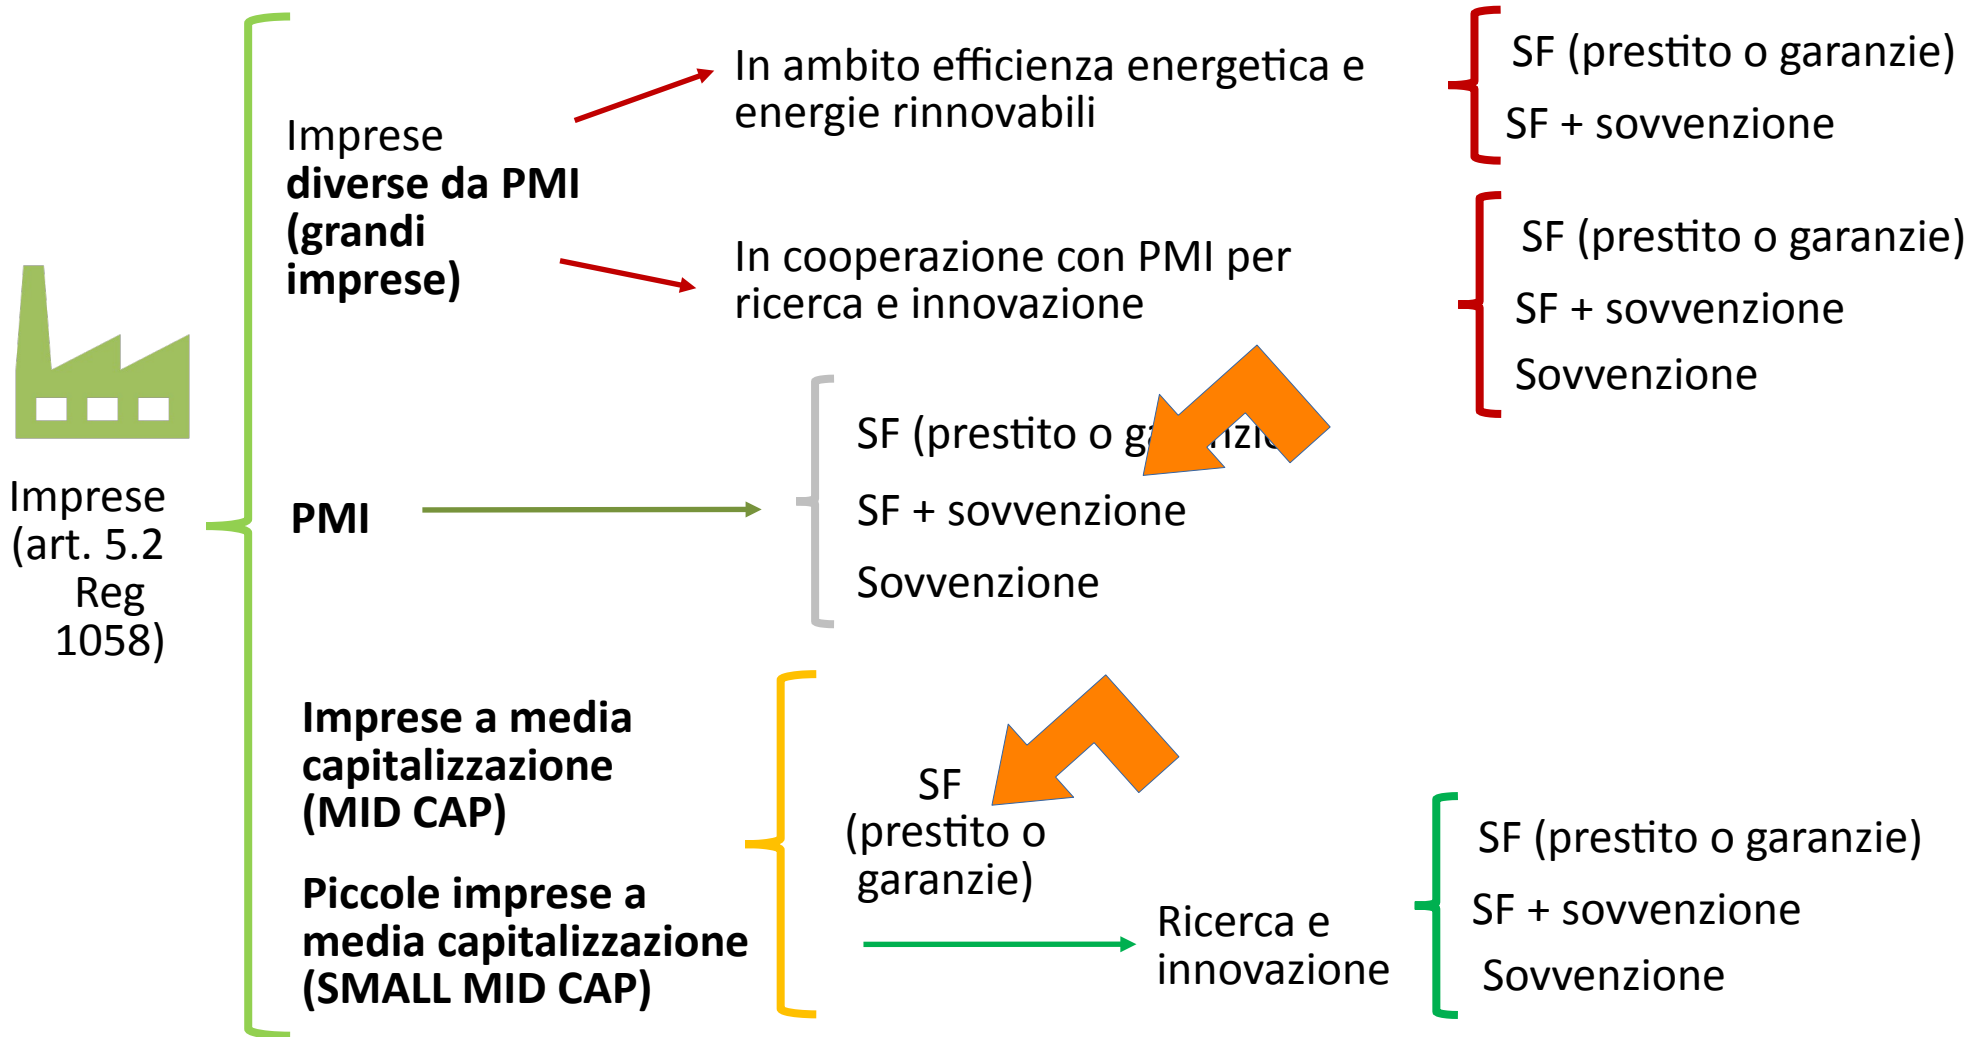 Imprese
(art. 5.2
Reg
1058)
Imprese
diverse da PMI
(grandi
imprese)
In ambito efficienza energetica e
energie rinnovabili
SF (prestito o garanzie)
SF + sovvenzione
In cooperazione con PMI per
ricerca e innovazione
SF (prestito o garanzie)
SF + sovvenzione
Sovvenzione
PMI
SF (prestito o
SF + sovvenzione
Sovvenzione
Imprese a media
capitalizzazione
(MID CAP)
Piccole imprese a
media capitalizzazione
(SMALL MID CAP)
SF
(prestito o
garanzie)
Ricerca e
innovazione
SF (prestito o garanzie)
SF + sovvenzione
Sovvenzione